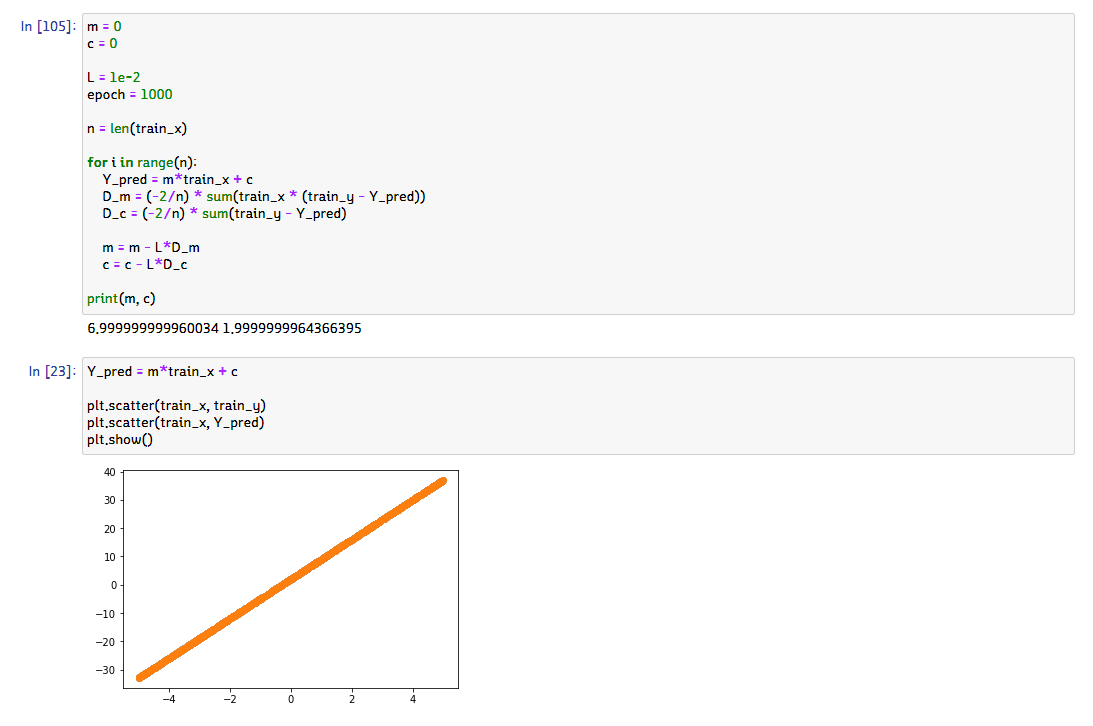 In [105]:
m = 0
c = 0
L = 1e-2
epoch = 1000
n = len(train_x)
for i in range(n):
Y_pred = m*train_x + c
D_m = (-2/n) * sum(train_x * (train_y - Y_pred))
D_c = (-2/n) * sum(train_y - Y_pred)
m = m - L*D_m
c = c - L*D_c
print(m, c)
6.999999999960034 1.9999999964366395
In [23]:
Y_pred = m*train_x + c
plt.scatter(train_x, train_y)
plt.scatter(train_x, Y_pred)
plt.show()
40
30
20
10
0
−10
−20
−30
−4 −2 0 2 4